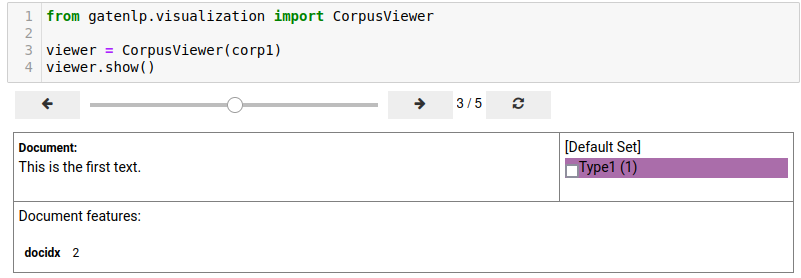 1 from gatenlp.visualization import CorpusViewer
2
3 viewer = CorpusViewer(corp1)
4 viewer.show()
3 / 5
Document:
This is the first text.
[Default Set]
Type1 (1)
Document features:
docidx 2